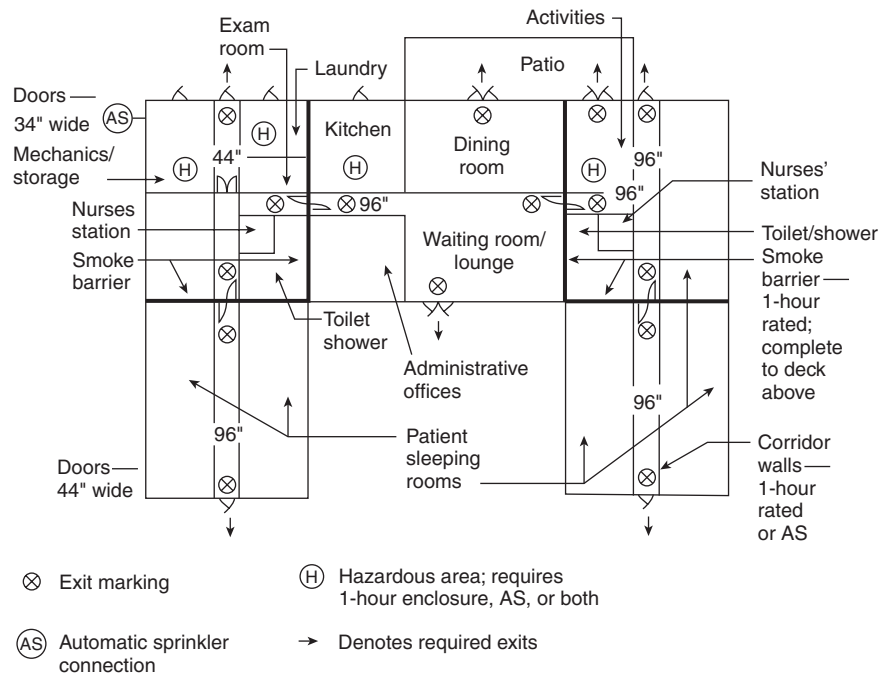 Activities
Exam
room
Patio
Laundry
Doors
34" wide
AS
H
Kitchen
Dining
room
Mechanics/
storage
H
44"
H
H
96"
96"
Nurses'
station
96"
Nurses
station
Waiting room/
lounge
Toilet/shower
Smoke
barrier
Smoke
barrier
1-hour
rated;
complete
to deck
above
Toilet
shower
Administrative
offices
96"
96"
Patient
sleeping
rooms
Doors
44" wide
Corridor
walls
1-hour
rated
or AS
Exit marking
H Hazardous area; requires
1-hour enclosure, AS, or both
AS Automatic sprinkler
connection
Denotes required exits